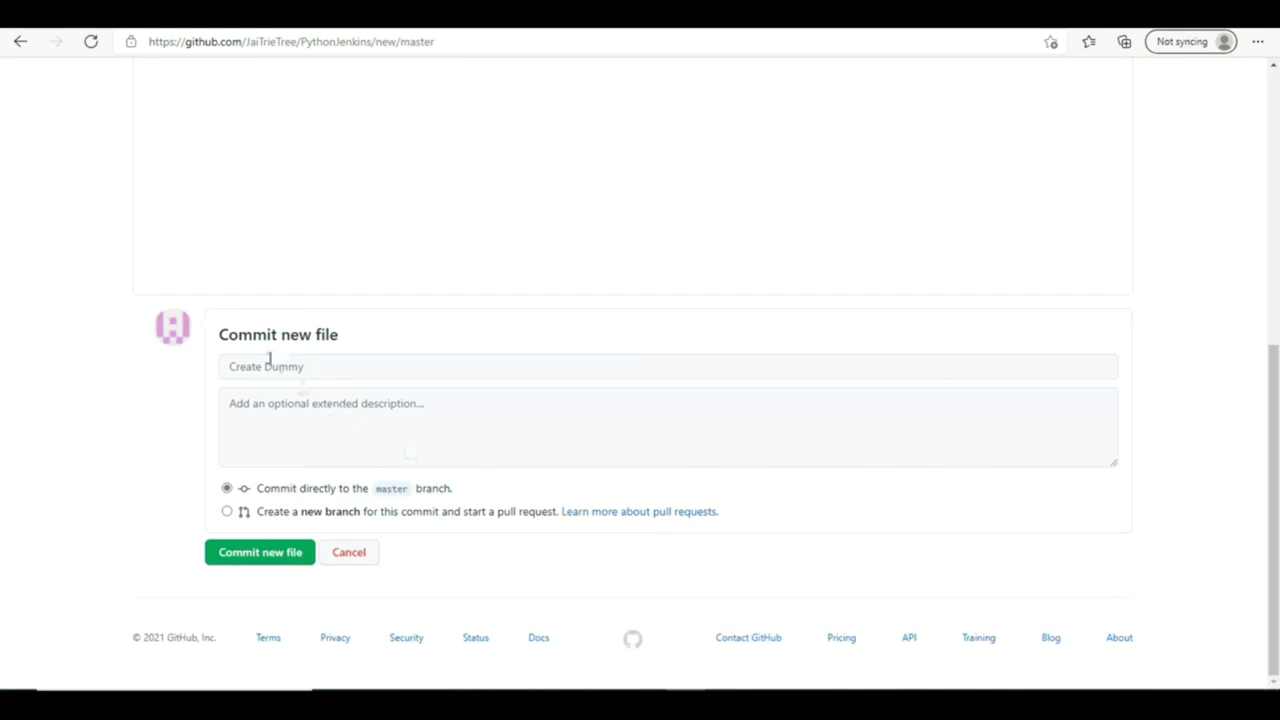 https://github.com/JaiTrieTree/PythonJenkins/new/master
Not syncing
Commit new file
Create Dummy
Add an optional extended description...
Commit directly to the master branch.
Create a new branch for this commit and start a pull request. Learn more about pull requests.
Commit new file
Cancel
© 2021 GitHub, Inc. Terms Privacy Security Status Docs Contact GitHub Pricing API Training Blog About